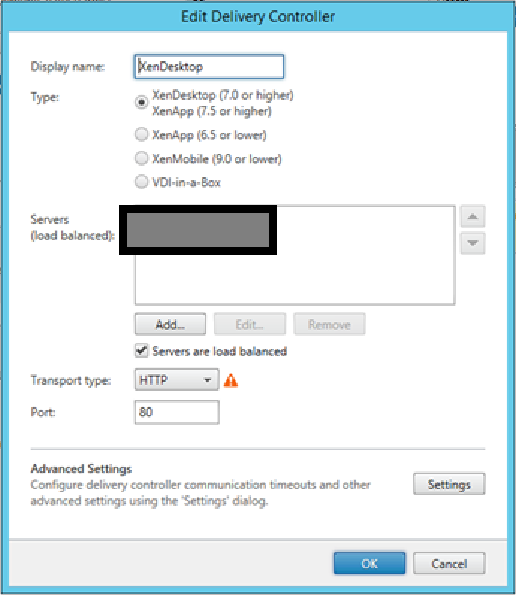 Edit Delivery Controller
Display name: XenDesktop
Type: XenDesktop (7.0 or higher)
XenApp (7.5 or higher)
XenApp (6.5 or lower)
XenMobile (9.0 or lower)
VDI-in-a-Box
Servers
(load balanced):
Add... Edit... Remove
Servers are load balanced
Transport type: HTTP
Port: 80
Advanced Settings
Configure delivery controller communication timeouts and other
advanced settings using the 'Settings' dialog.
Settings
OK Cancel